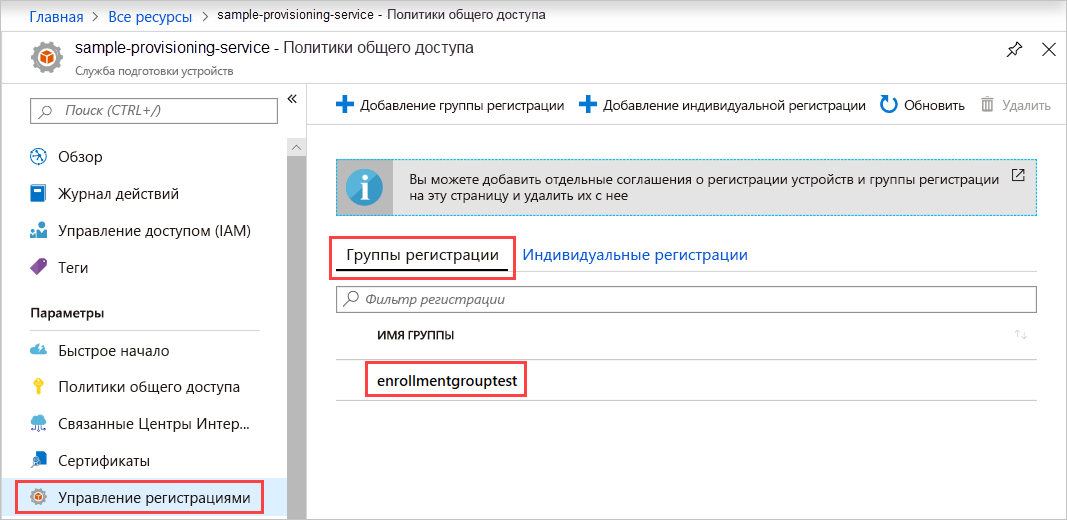 Главная > Все ресурсы > sample-provisioning-service - Политики общего доступа
sample-provisioning-service - Политики общего доступа
Служба подготовки устройств
Поиск (CTRL+/)
Обзор
Журнал действий
Управление доступом (IAM)
Теги
Параметры
Быстрое начало
Политики общего доступа
Связанные Центры Интер...
Сертификаты
Управление регистрациями
Добавление группы регистрации
Добавление индивидуальной регистрации
Обновить
Удалить
Вы можете добавить отдельные соглашения о регистрации устройств и группы регистрации
на эту страницу и удалить их с нее
Группы регистрации
Индивидуальные регистрации
Фильтр регистрации
ИМЯ ГРУППЫ
enrollmentgrouptest